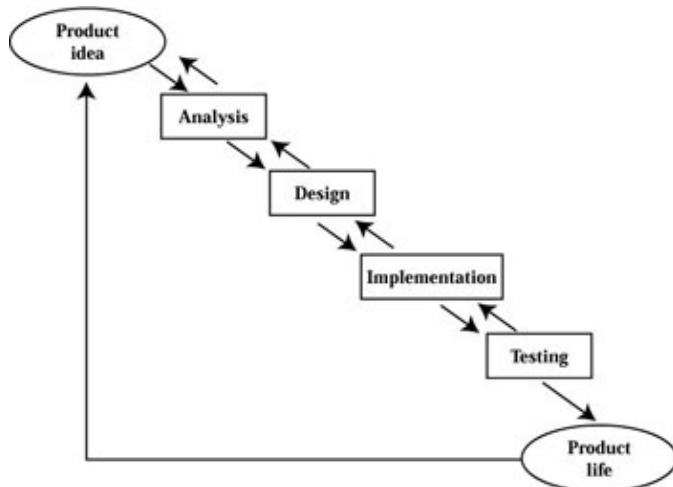 Product
idea
Analysis
Design
Implementation
Testing
Product
life